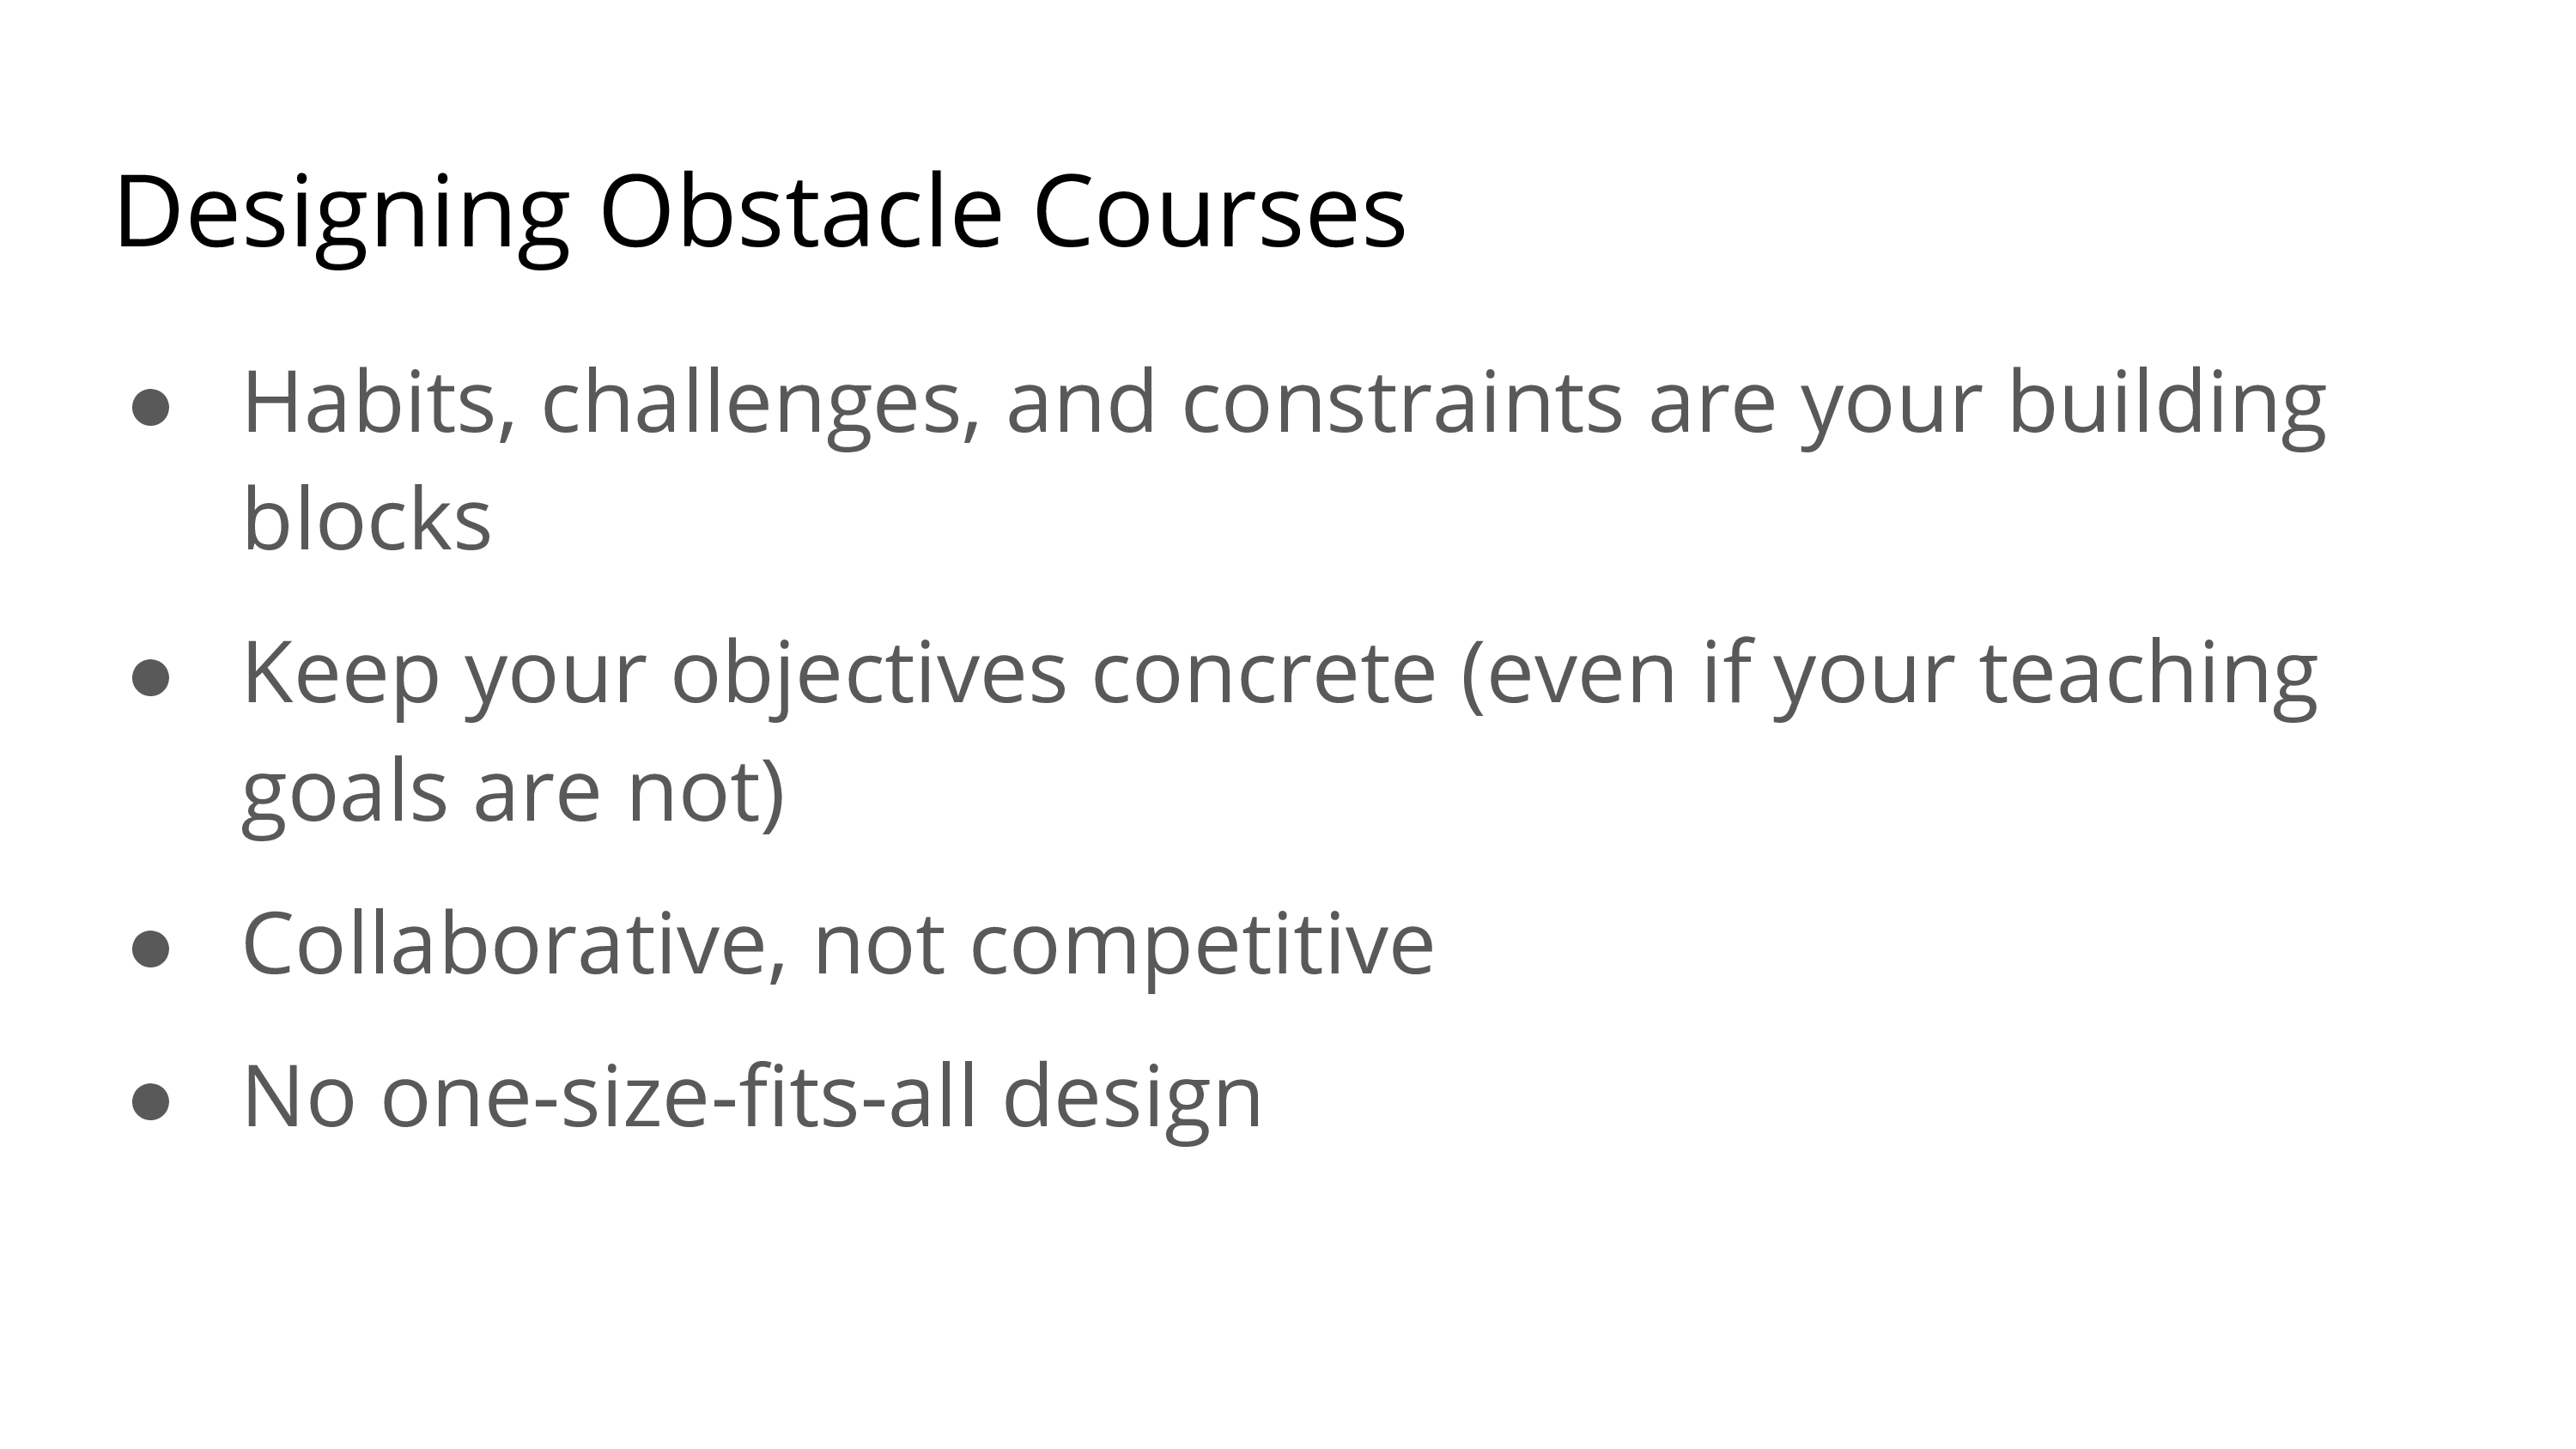 Designing Obstacle Courses
● Habits, challenges, and constraints are your building
blocks
● Keep your objectives concrete (even if your teaching
goals are not)
● Collaborative, not competitive
● No one-size-fits-all design